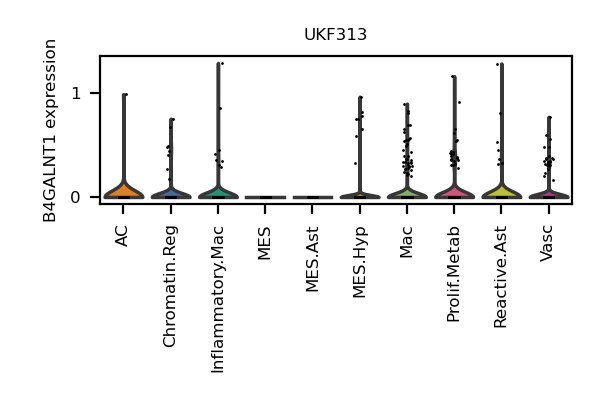 UKF313
B4GALNT1 expression
1
0
AC
Chromatin.Reg
Inflammatory.Mac
MES
MES.Ast
MES.Hyp
Mac
Prolif.Metab
Reactive.Ast
Vasc